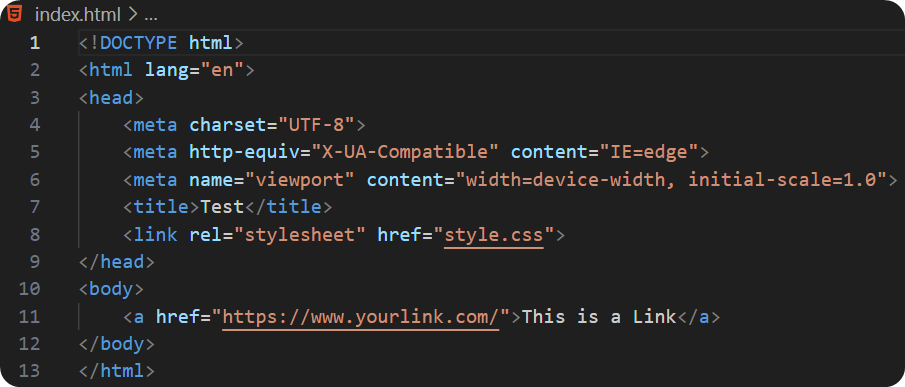 index.html > ...
1 <!DOCTYPE html>
2 <html lang="en">
3 <head>
4     <meta charset="UTF-8">
5     <meta http-equiv="X-UA-Compatible" content="IE=edge">
6     <meta name="viewport" content="width=device-width, initial-scale=1.0">
7     <title>Test</title>
8     <link rel="stylesheet" href="style.css">
9 </head>
10 <body>
11     <a href="https://www.yourlink.com/">This is a Link</a>
12 </body>
13 </html>